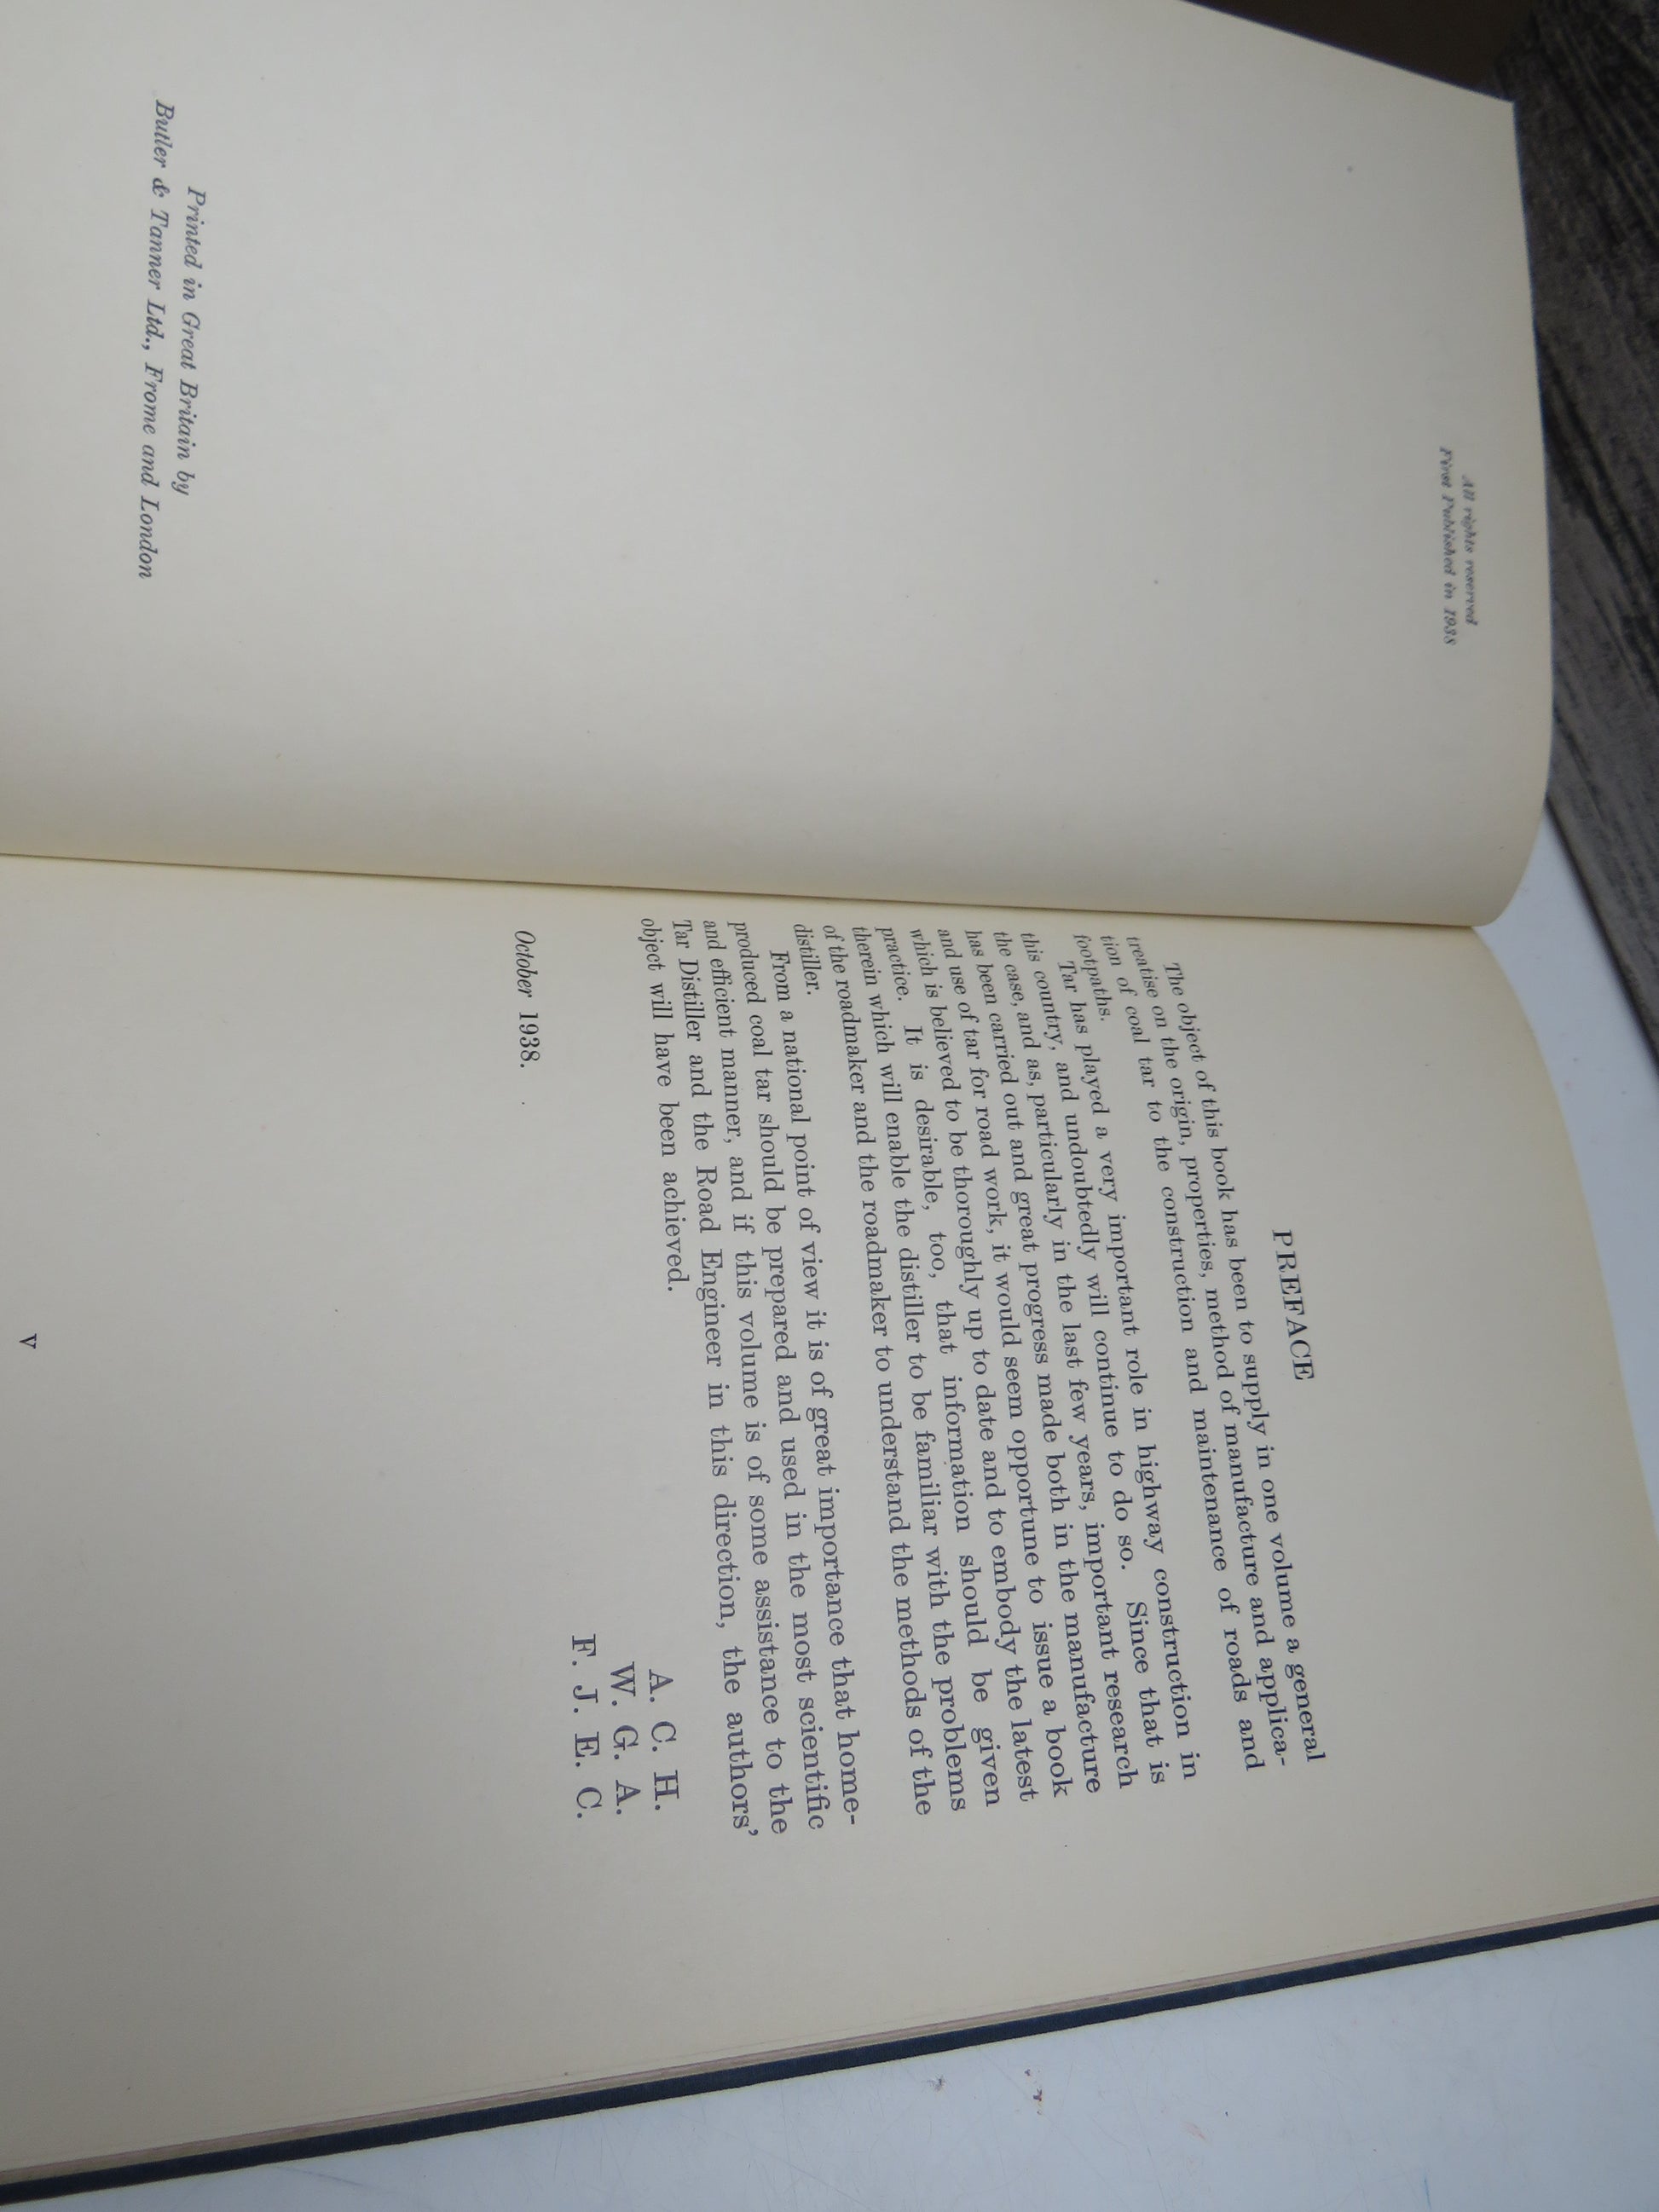 All rights reserved
First Published in 1938
Printed in Great Britain by
Butler & Tanner Ltd., Frome and London
PREFACE
The object of this book has been to supply in one volume a general
treatise on the origin, properties, method of manufacture and applica-
tion of coal tar to the construction and maintenance of roads and
footpaths.
Tar has played a very important role in highway construction in
this country, and undoubtedly will continue to do so. Since that is
the case, and as, particularly in the last few years, important research
has been carried out and great progress made both in the manufacture
and use of tar for road work, it would seem opportune to issue a book
which is believed to be thoroughly up to date and to embody the latest
practice. It is desirable, too, that information should be given
therein which will enable the distiller to be familiar with the problems
of the roadmaker and the roadmaker to understand the methods of the
distiller.
From a national point of view it is of great importance that home-
produced coal tar should be prepared and used in the most scientific
and efficient manner, and if this volume is of some assistance to the
Tar Distiller and the Road Engineer in this direction, the authors'
object will have been achieved.
A. C. H.
W. G. A.
F. J. E. C.
October 1938.
v